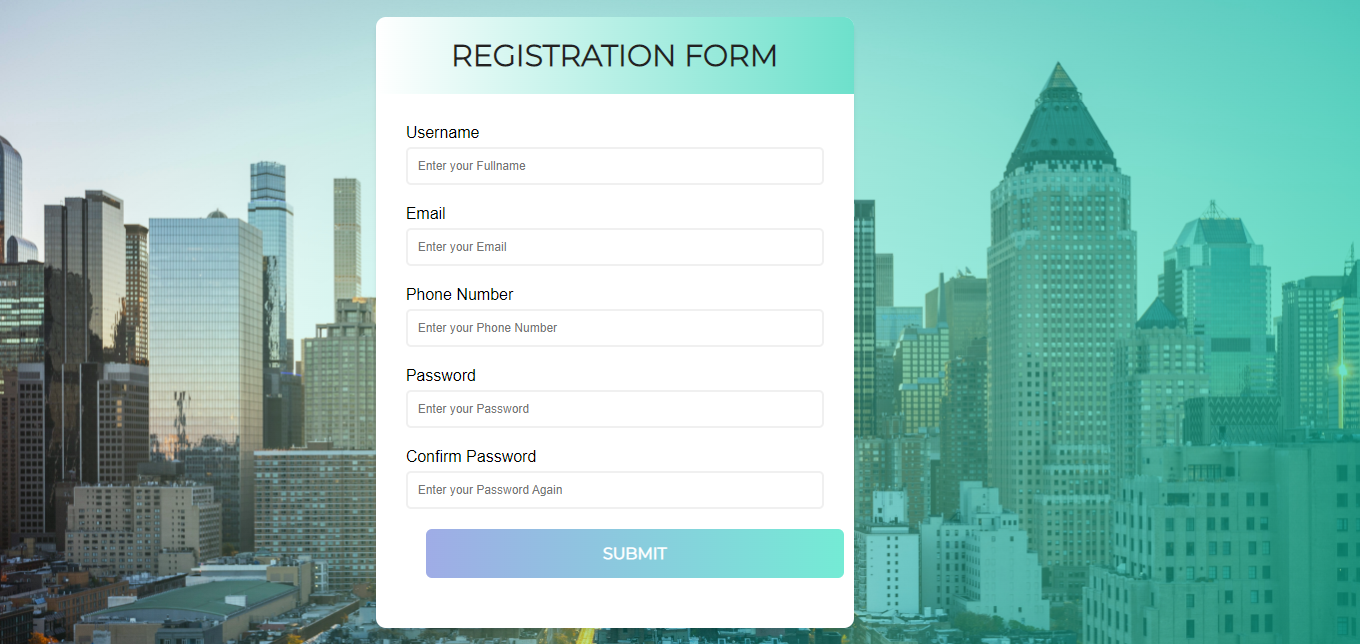 REGISTRATION FORM
Username
Enter your Fullname
Email
Enter your Email
Phone Number
Enter your Phone Number
Password
Enter your Password
Confirm Password
Enter your Password Again
SUBMIT